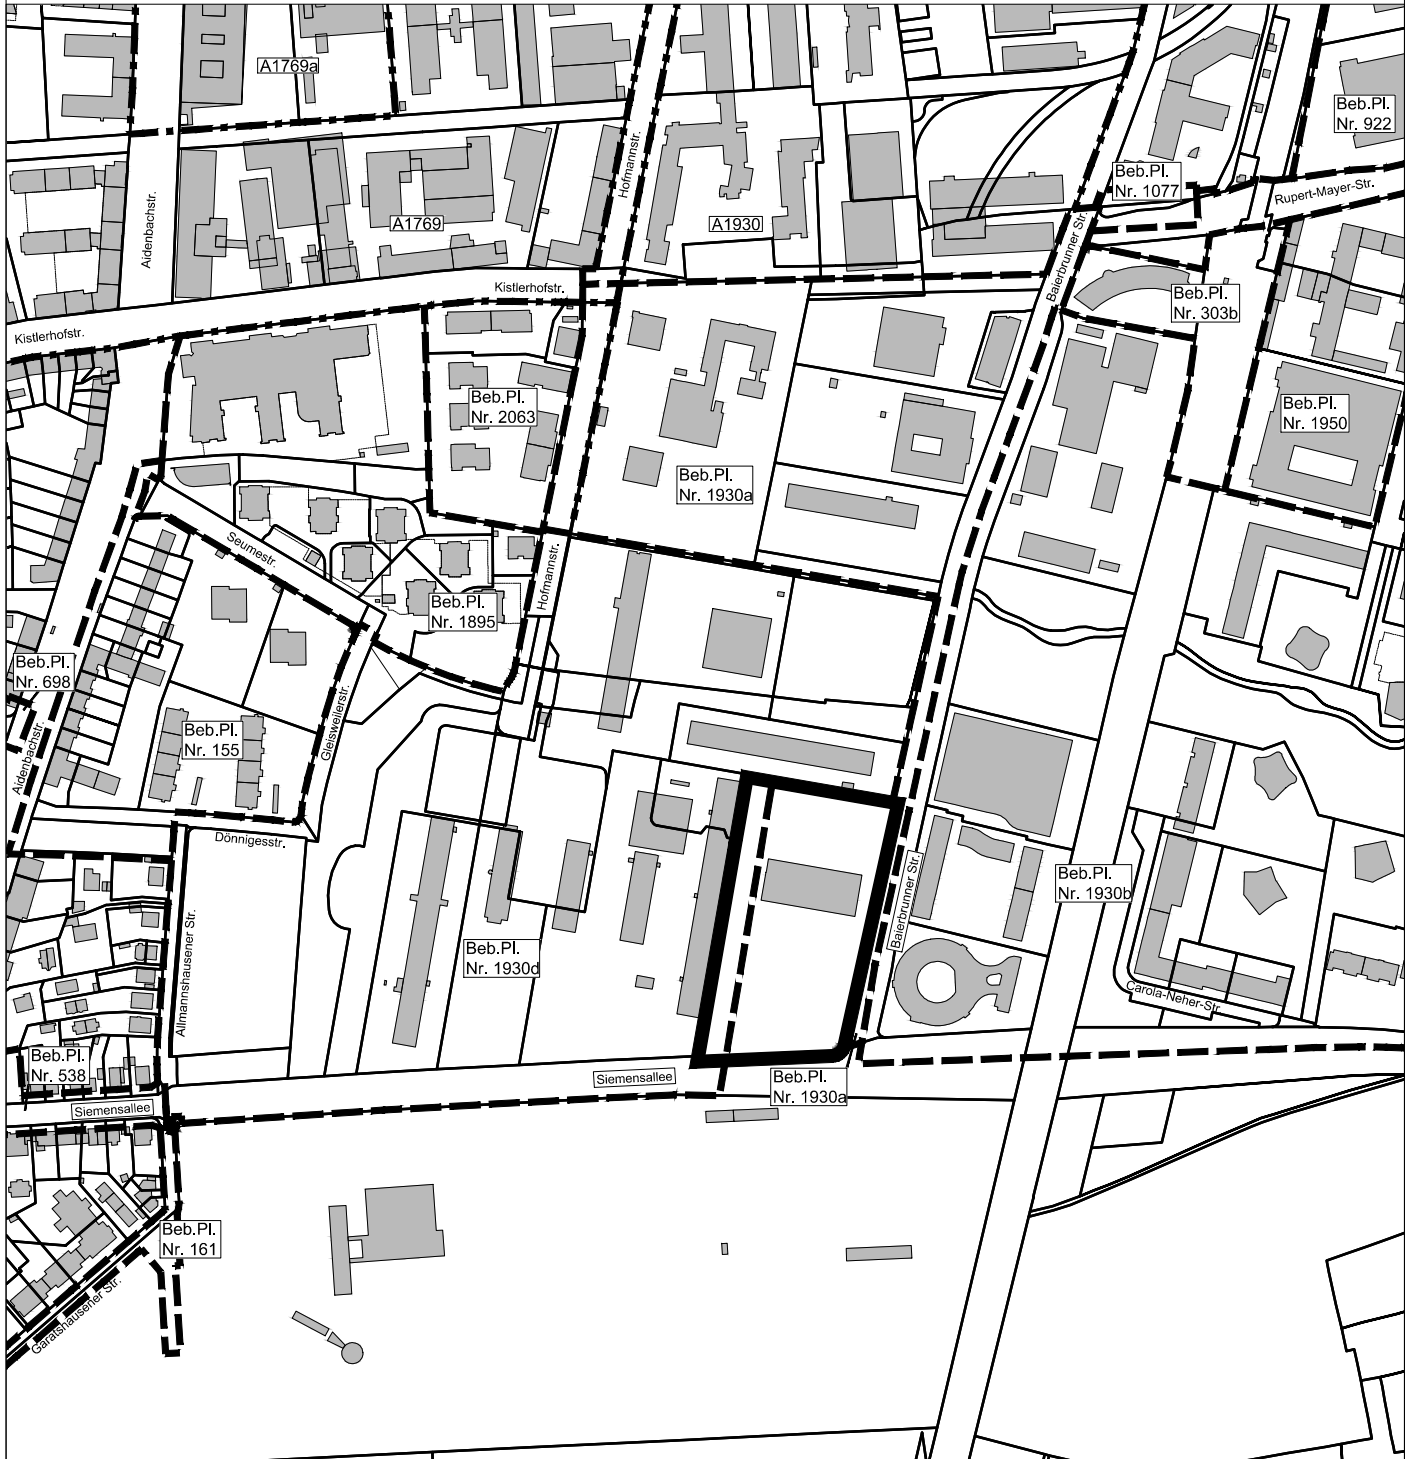 A1769a
Beb.Pl.
Nr. 922
Hofmannstr.
Beb.Pl.
Nr. 1077
Rupert-Mayer-Str.
Aidenbachstr.
A1769
A1930
Baierbrunner Str.
Kistlerhofstr.
Beb.Pl.
Nr. 303b
Kistlerhofstr.
Beb.Pl.
Nr. 2063
Beb.Pl.
Nr. 1950
Beb.Pl.
Nr. 1930a
Seumestr.
Hofmannstr.
Beb.Pl.
Nr. 1895
Beb.Pl.
Nr. 698
Gleisweilerstr.
Beb.Pl.
Nr. 155
Aidenbachstr.
Dönnigesstr.
Beb.Pl.
Nr. 1930b
Baierbrunner Str.
Allmannshausener Str.
Beb.Pl.
Nr. 1930d
Carola-Neher-Str.
Beb.Pl.
Nr. 538
Siemensallee
Beb.Pl.
Nr. 1930a
Siemensallee
Beb.Pl.
Nr. 161
Garatshausener Str.